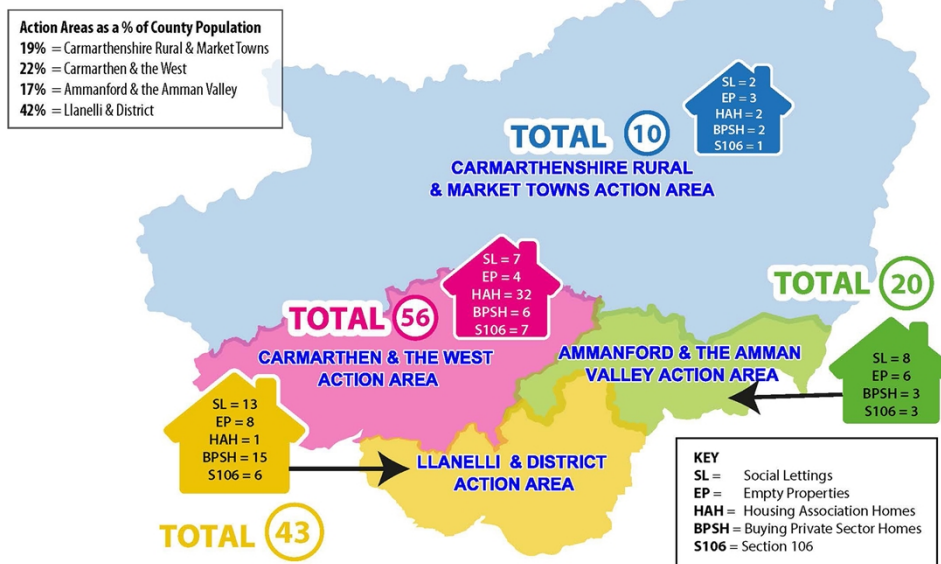 Action Areas as a % of County Population
19% = Carmarthenshire Rural & Market Towns
22% = Carmarthen & the West
17% = Ammanford & the Amman Valley
42% = Llanelli & District
SL = 2
EP = 3
HAH = 2
BPSH = 2
S106 = 1
TOTAL 10
CARMARTHENSHIRE RURAL
& MARKET TOWNS ACTION AREA
SL = 7
EP = 4
HAH = 32
BPSH = 6
S106 = 7
TOTAL 56
CARMARTHEN & THE WEST
ACTION AREA
TOTAL 20
AMMANFORD & THE AMMAN
VALLEY ACTION AREA
SL = 8
EP = 6
BPSH = 3
S106 = 3
SL = 13
EP = 8
HAH = 1
BPSH = 15
S106 = 6
LLANELLI & DISTRICT
ACTION AREA
TOTAL 43
KEY
SL = Social Lettings
EP = Empty Properties
HAH = Housing Association Homes
BPSH = Buying Private Sector Homes
S106 = Section 106